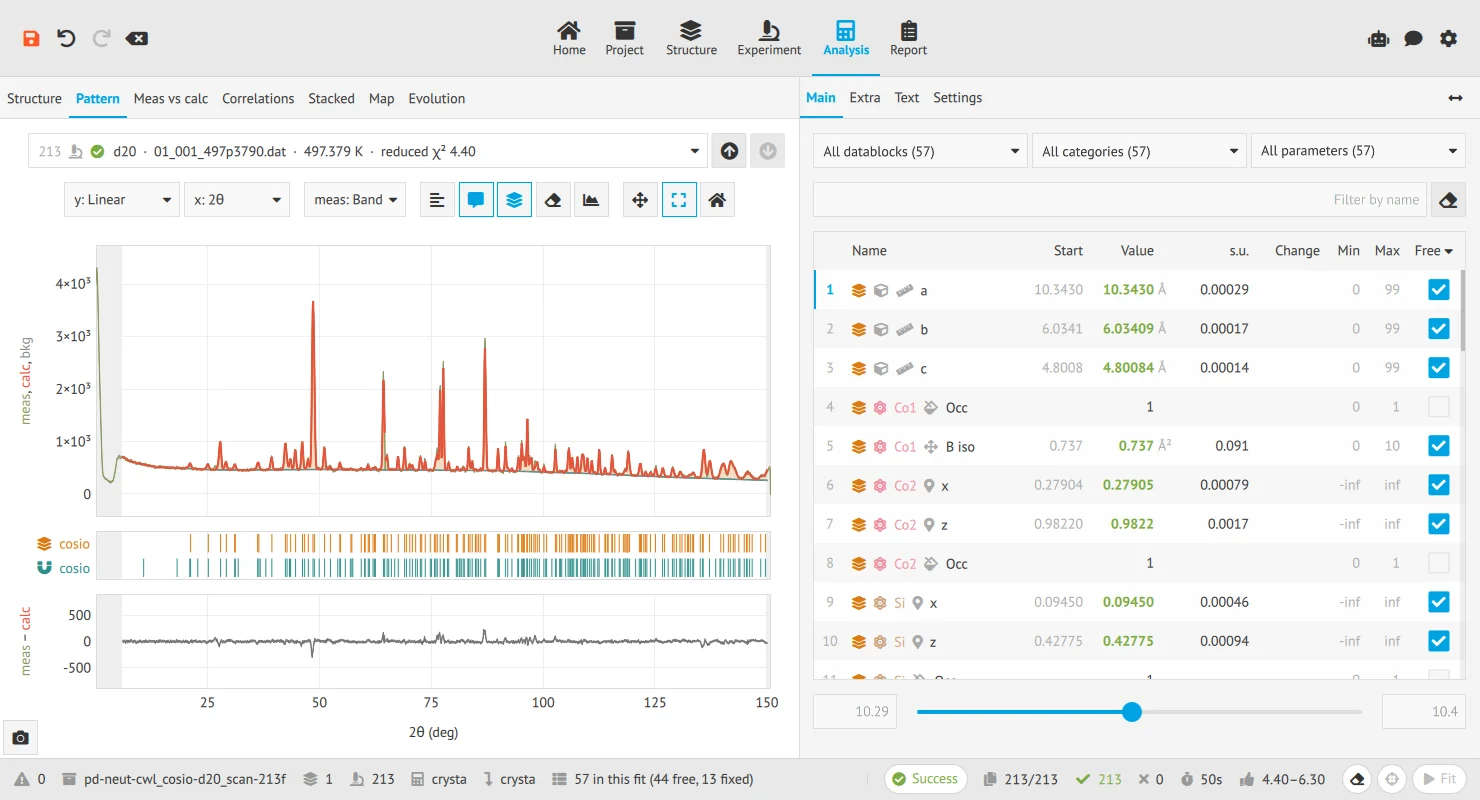 Home Project Structure Experiment Analysis Report
Structure Pattern Meas vs calc Correlations Stacked Map Evolution
Main Extra Text Settings
213 d20 · 01_001_497p3790.dat · 497.379 K · reduced χ² 4.40
All datablocks (57) All categories (57) All parameters (57)
y: Linear x: 2θ meas: Band
Filter by name
Name Start Value s.u. Change Min Max Free
1 a 10.3430 10.3430 Å 0.00029 0 99
2 b 6.0341 6.03409 Å 0.00017 0 99
3 c 4.8008 4.80084 Å 0.00014 0 99
4 Co1 Occ 1 0 1
5 Co1 B iso 0.737 0.737 Å² 0.091 0 10
6 Co2 x 0.27904 0.27905 0.00079 -inf inf
7 Co2 z 0.98220 0.9822 0.0017 -inf inf
8 Co2 Occ 1 0 1
9 Si x 0.09450 0.09450 0.00046 -inf inf
10 Si z 0.42775 0.42775 0.00094 -inf inf
11 Si Occ 1 0 1
10.29 10.4
meas, calc, bkg
4×10³
3×10³
2×10³
1×10³
0
cosio
cosio
meas − calc
500
0
-500
25 50 75 100 125 150
2θ (deg)
0 pd-neut-cwl_cosio-d20_scan-213f 1 213 crysta crysta 57 in this fit (44 free, 13 fixed) Success 213/213 213 0 50s 4.40–6.30 Fit